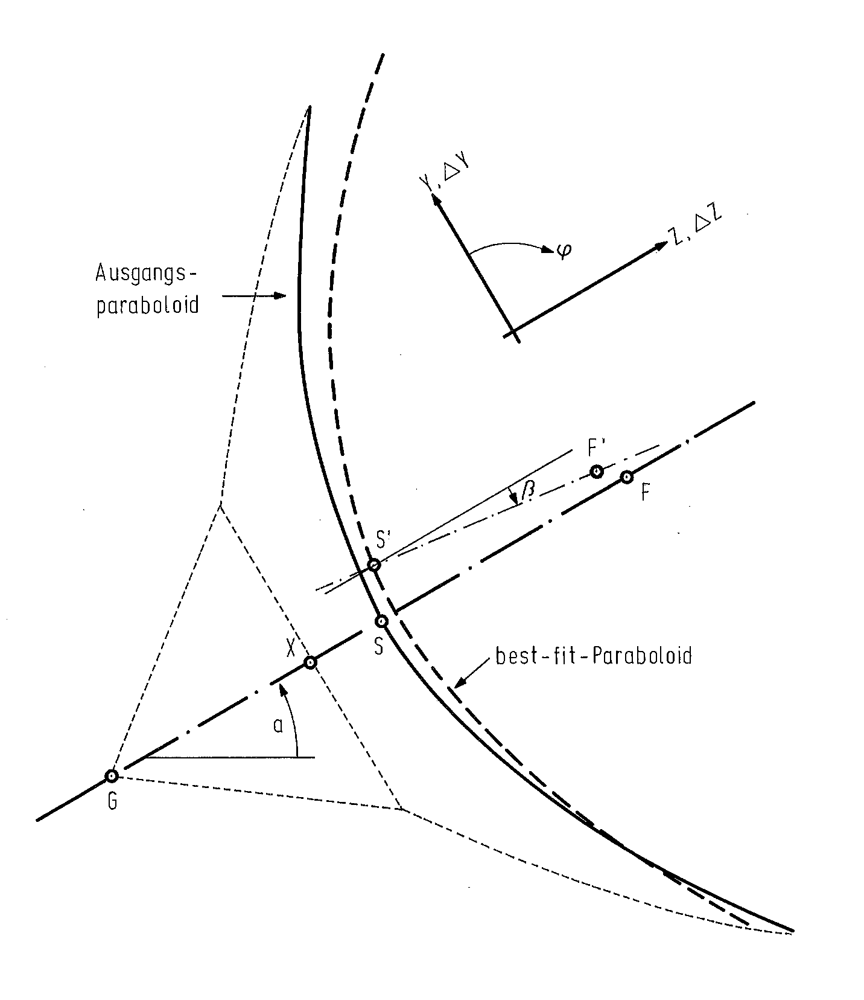 Y, ΔY
Z, ΔZ
φ
Ausgangs-
paraboloid
F'
β
F
S'
S
X
best-fit-Paraboloid
α
G